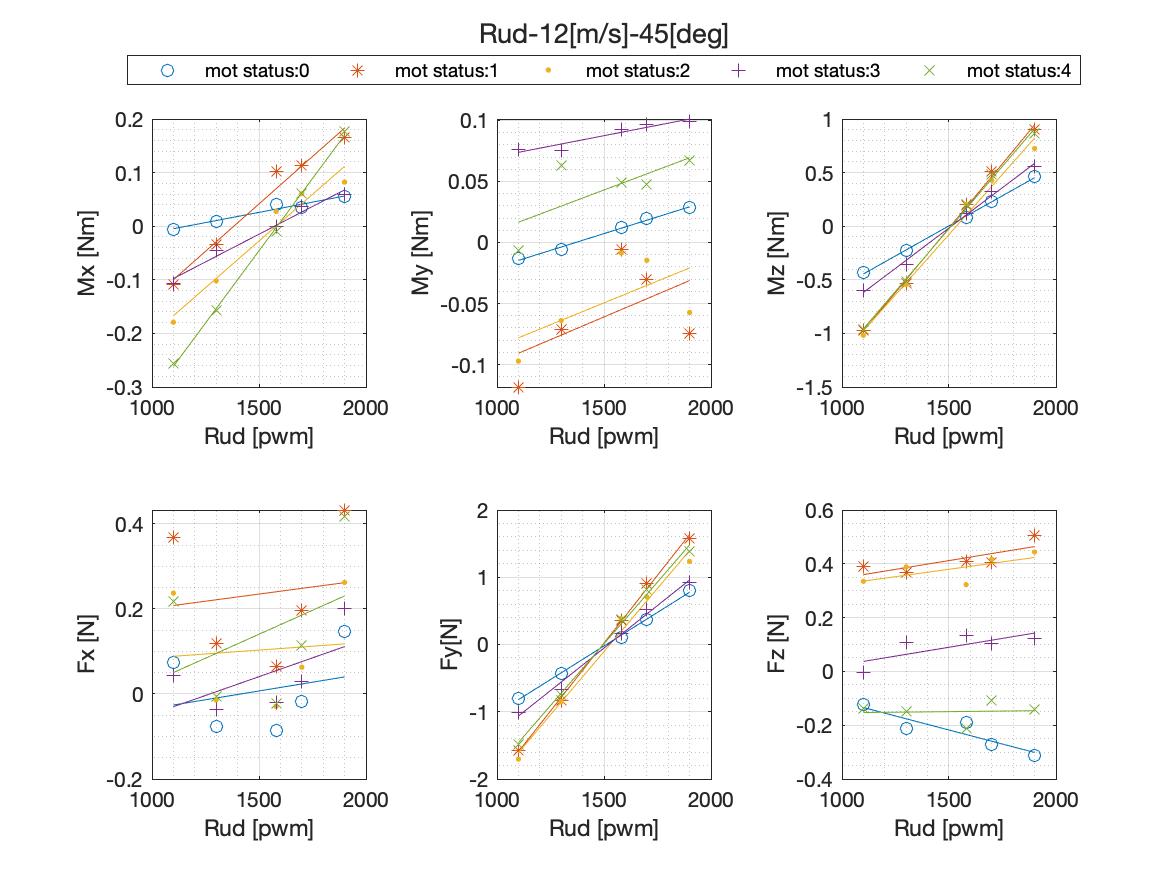 Rud-12[m/s]-45[deg]
mot status:0 mot status:1 mot status:2 mot status:3 mot status:4
Mx [Nm]
0.2
0.1
0
-0.1
-0.2
-0.3
1000 1500 2000
Rud [pwm]
My [Nm]
0.1
0.05
0
-0.05
-0.1
1000 1500 2000
Rud [pwm]
Mz [Nm]
1
0.5
0
-0.5
-1
-1.5
1000 1500 2000
Rud [pwm]
Fx [N]
0.4
0.2
0
-0.2
1000 1500 2000
Rud [pwm]
Fy[N]
2
1
0
-1
-2
1000 1500 2000
Rud [pwm]
Fz [N]
0.6
0.4
0.2
0
-0.2
-0.4
1000 1500 2000
Rud [pwm]